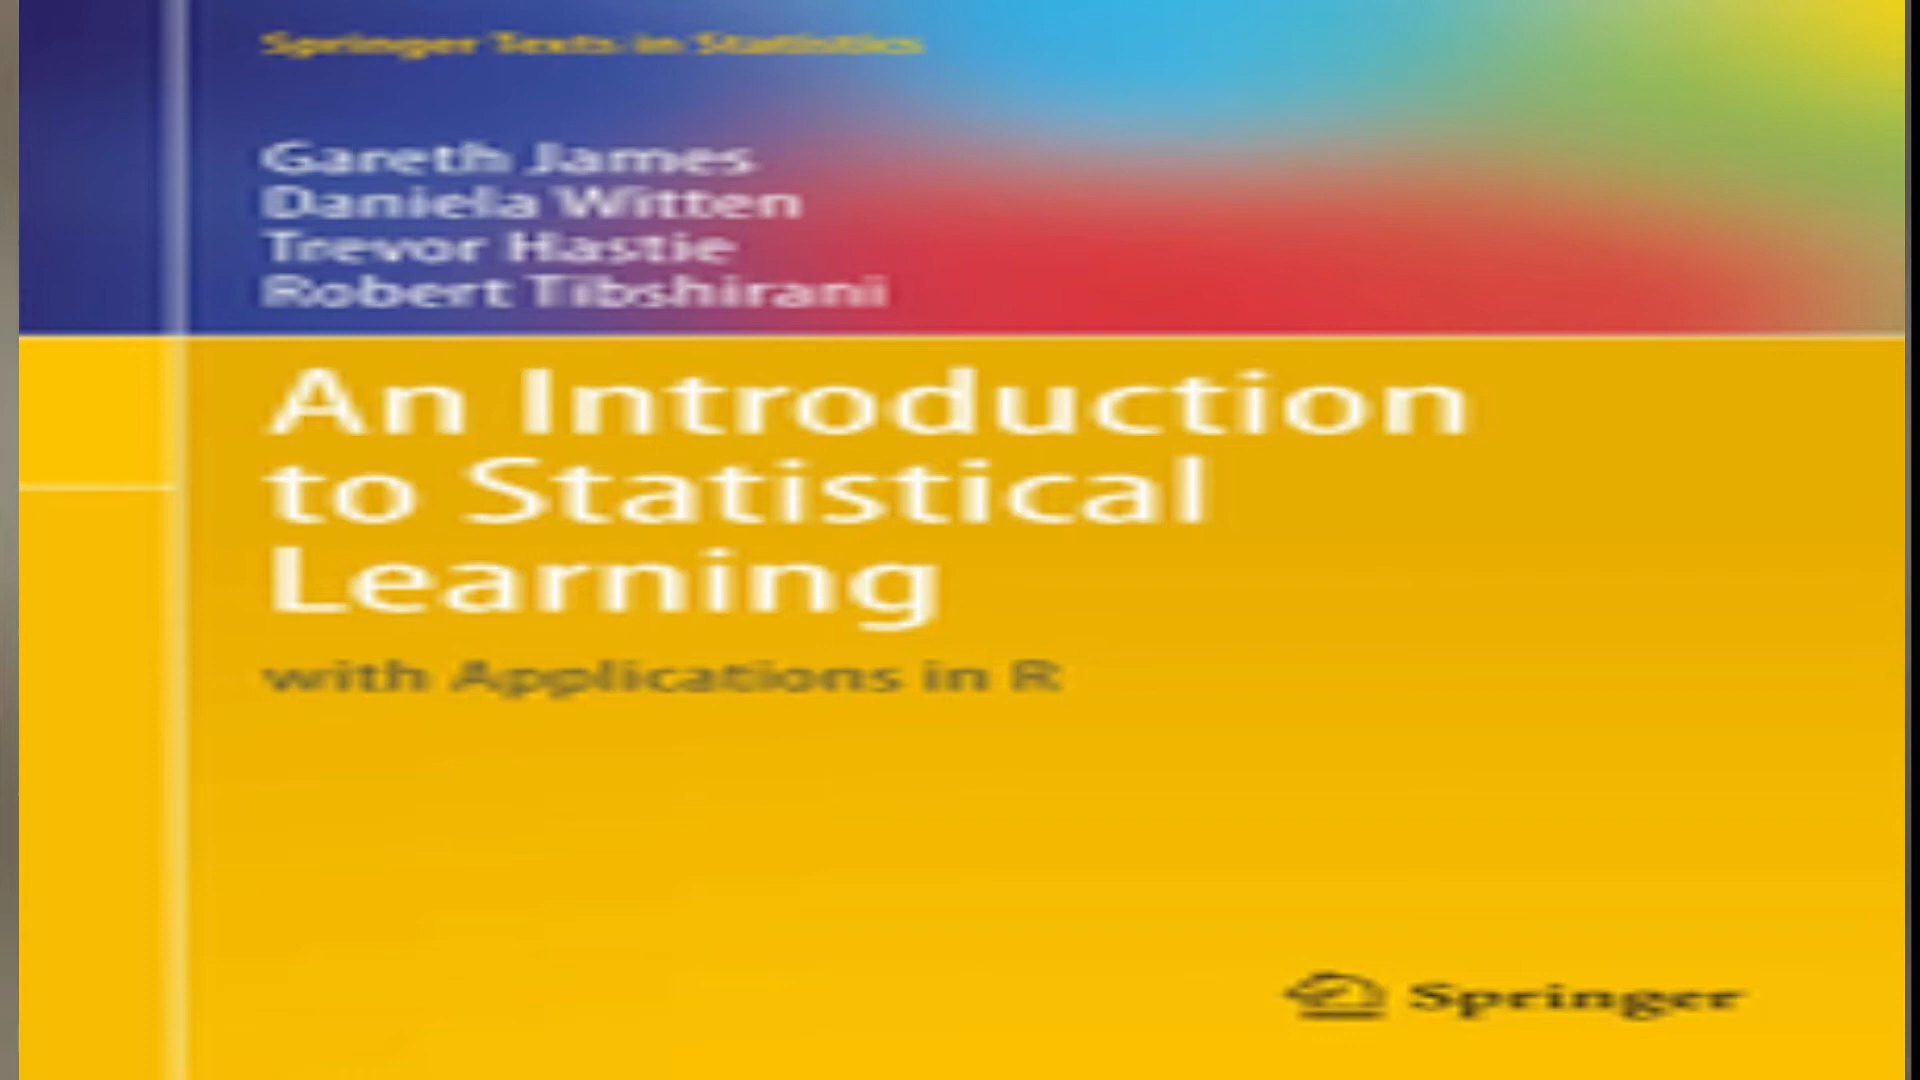 Springer Texts in Statistics
Gareth James
Daniela Witten
Trevor Hastie
Robert Tibshirani
An Introduction
to Statistical
Learning
with Applications in R
Springer